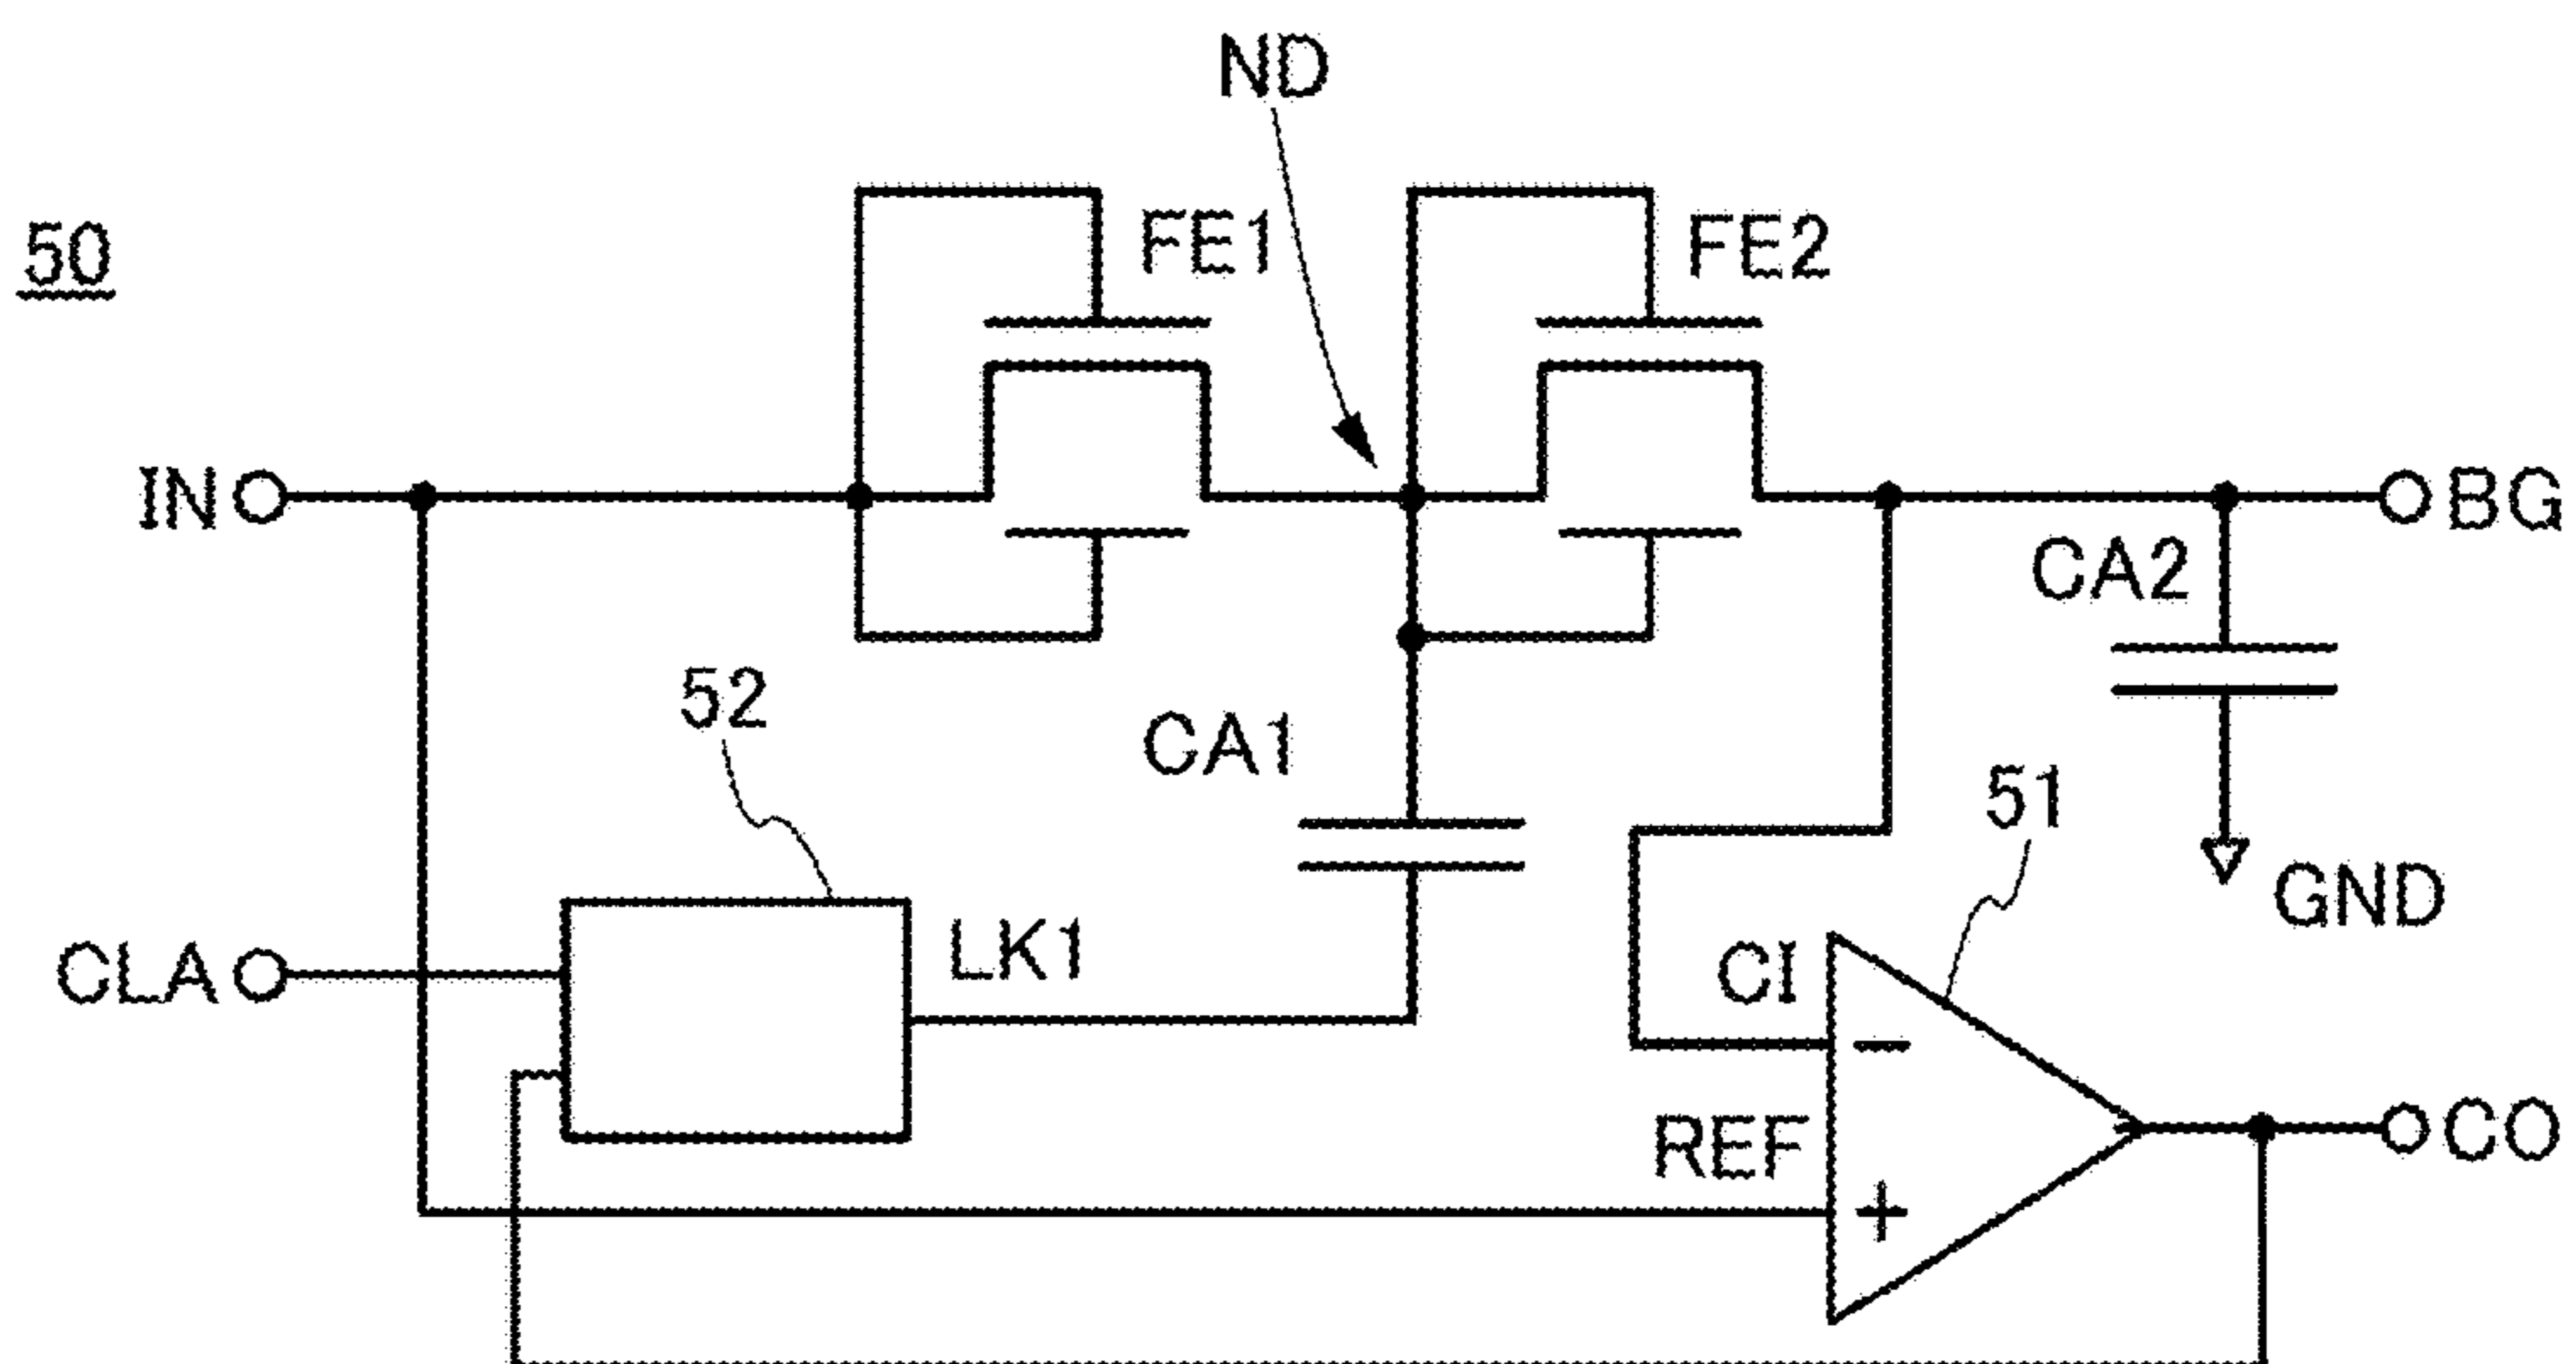 ND
50
FE1
FE2
IN
BG
CA2
52
CA1
51
GND
CLA
LK1
CI
−
REF
+
CO